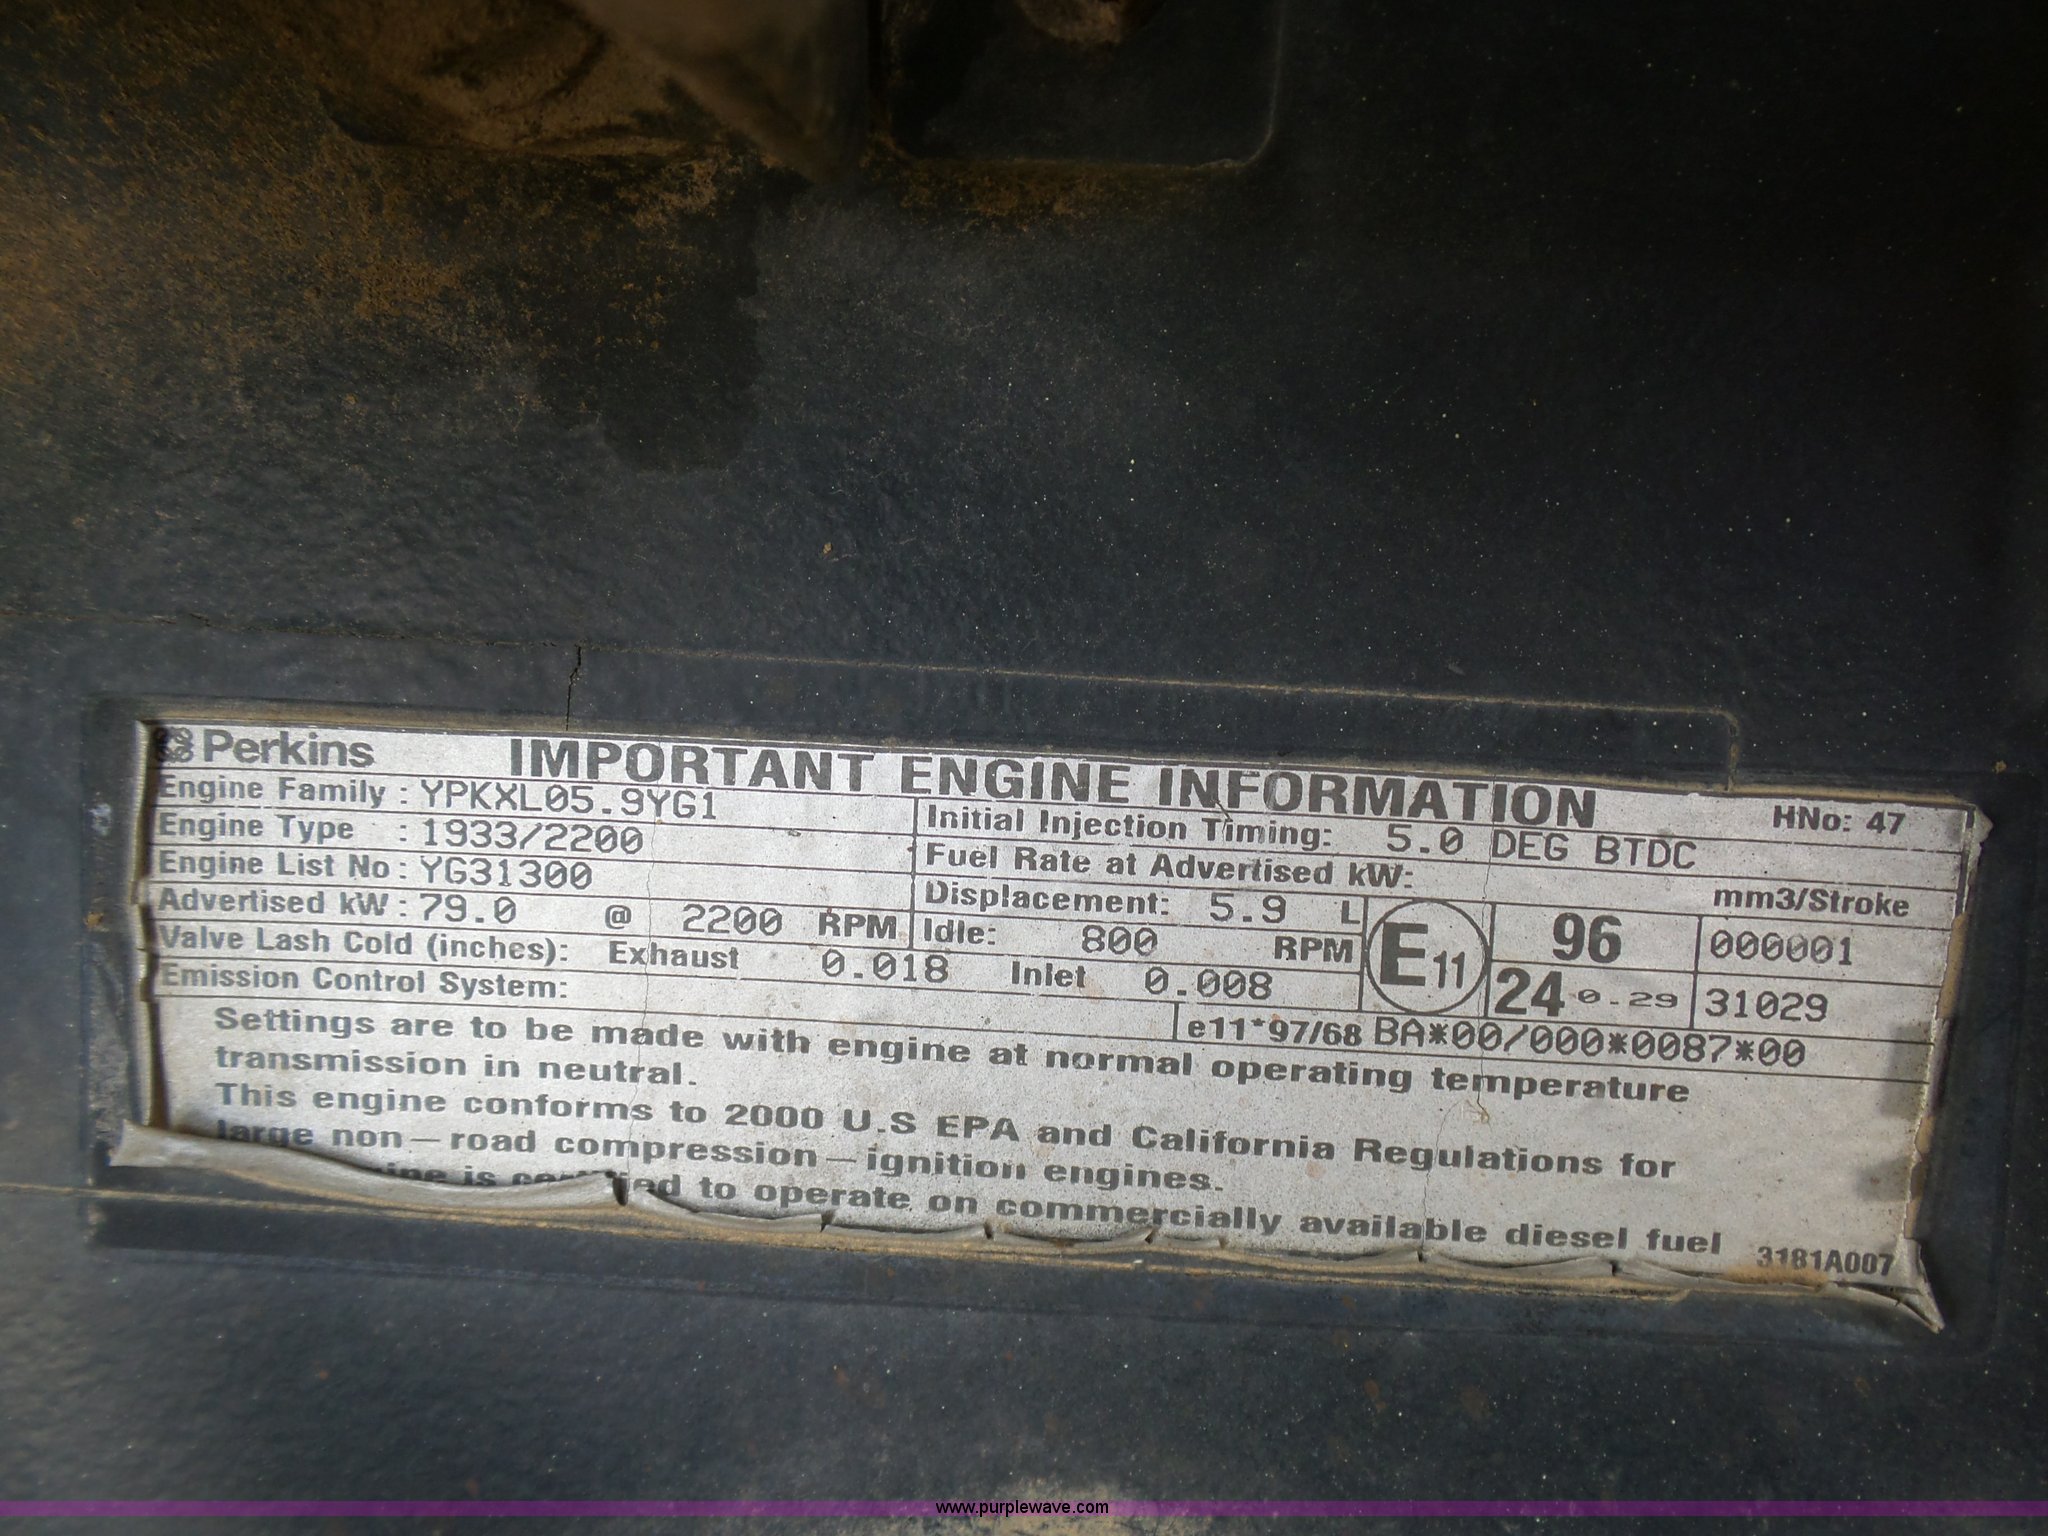 Perkins IMPORTANT ENGINE INFORMATION HNo: 47
Engine Family : YPKXL05.9YG1
Initial Injection Timing: 5.0 DEG BTDC
Engine Type : 1933/2200
Fuel Rate at Advertised kW: mm3/Stroke
Engine List No : YG31300
Displacement: 5.9 L
Advertised kW : 79.0 @ 2200 RPM
Idle: 800 RPM
E11 96 000001
24 0.29 31029
Valve Lash Cold (inches): Exhaust 0.018 Inlet 0.008
Emission Control System:
e11*97/68 BA*00/000*0087*00
Settings are to be made with engine at normal operating temperature
transmission in neutral.
This engine conforms to 2000 U.S EPA and California Regulations for
large non-road compression-ignition engines.
is to operate on commercially available diesel fuel
3181A007
www.purplewave.com